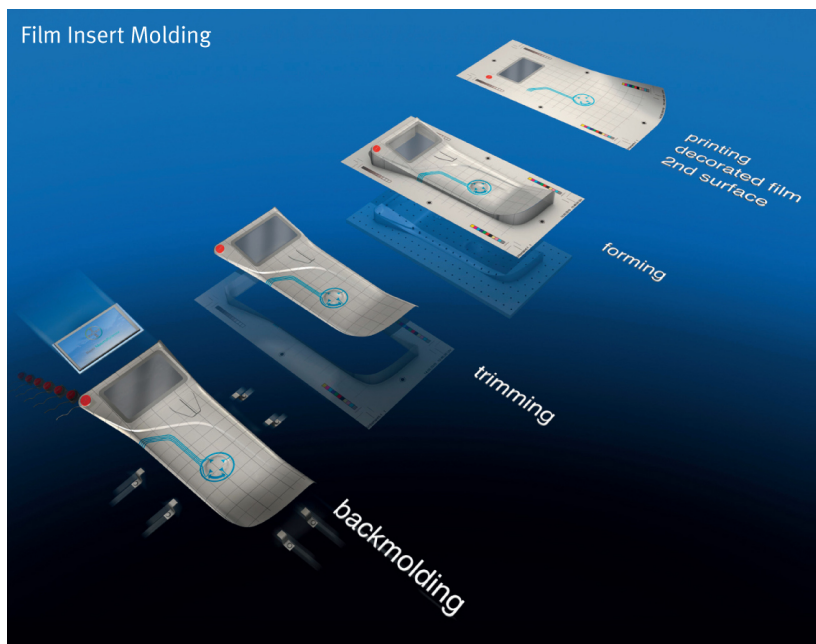 Film Insert Molding
printing
decorated film
2nd surface
forming
trimming
backmolding